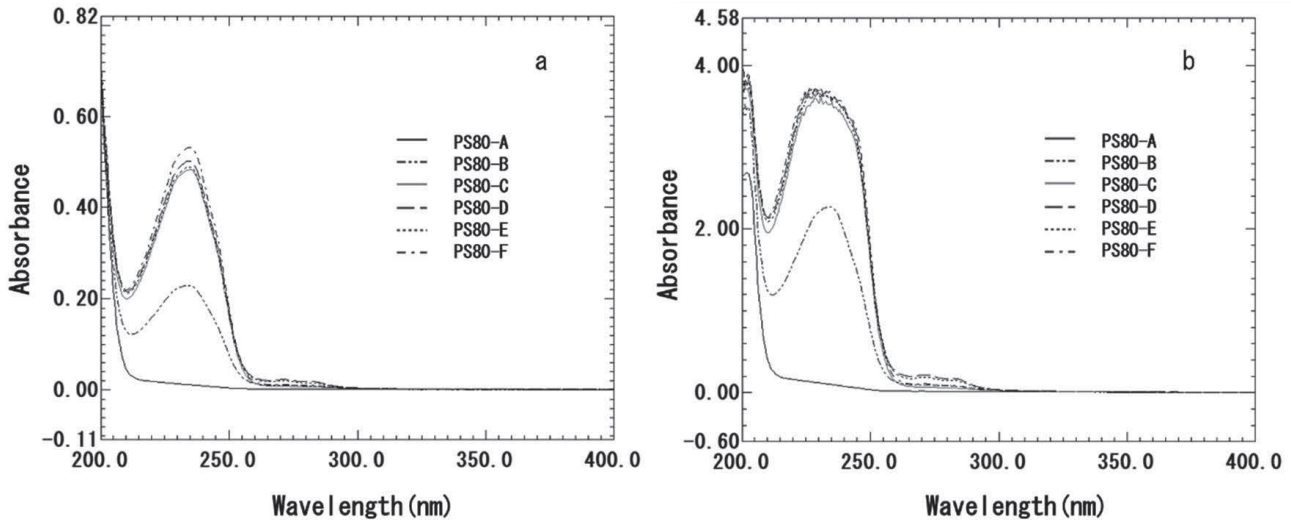 0.82
0.60
0.40
0.20
0.00
-0.11
Absorbance
a
PS80-A
PS80-B
PS80-C
PS80-D
PS80-E
PS80-F
200.0 250.0 300.0 350.0 400.0
Wavelength(nm)
4.58
4.00
2.00
0.00
-0.60
Absorbance
b
PS80-A
PS80-B
PS80-C
PS80-D
PS80-E
PS80-F
200.0 250.0 300.0 350.0 400.0
Wavelength(nm)